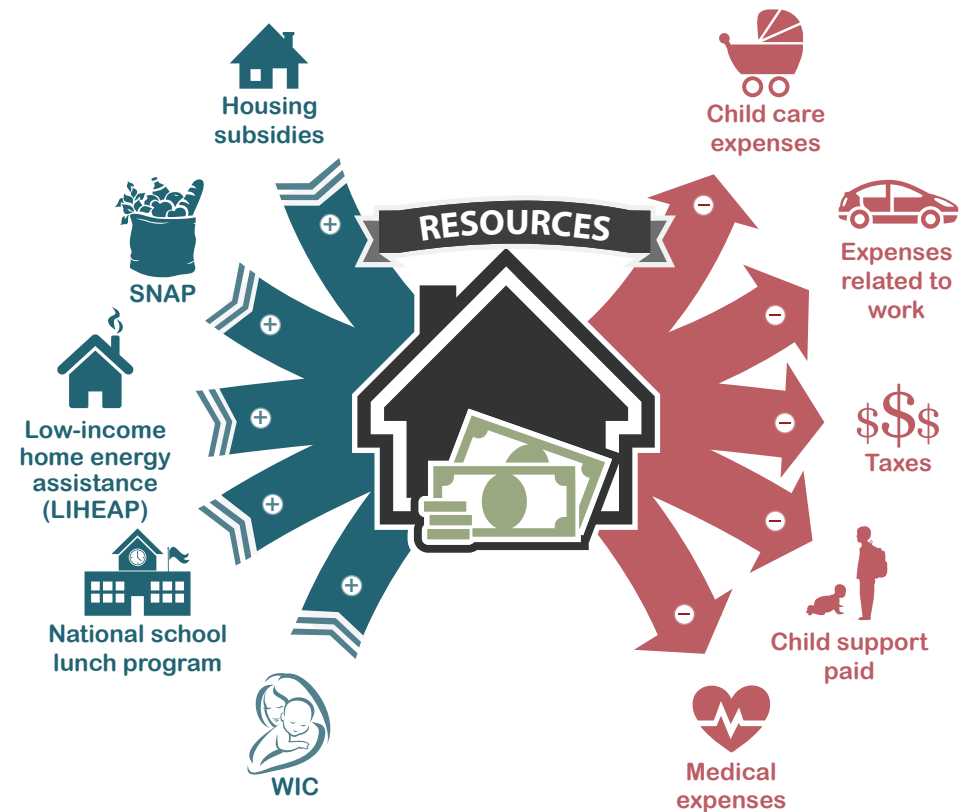 RESOURCES
Housing
subsidies
SNAP
Low-income
home energy
assistance
(LIHEAP)
National school
lunch program
WIC
Child care
expenses
Expenses
related to
work
$$$
Taxes
Child support
paid
Medical
expenses